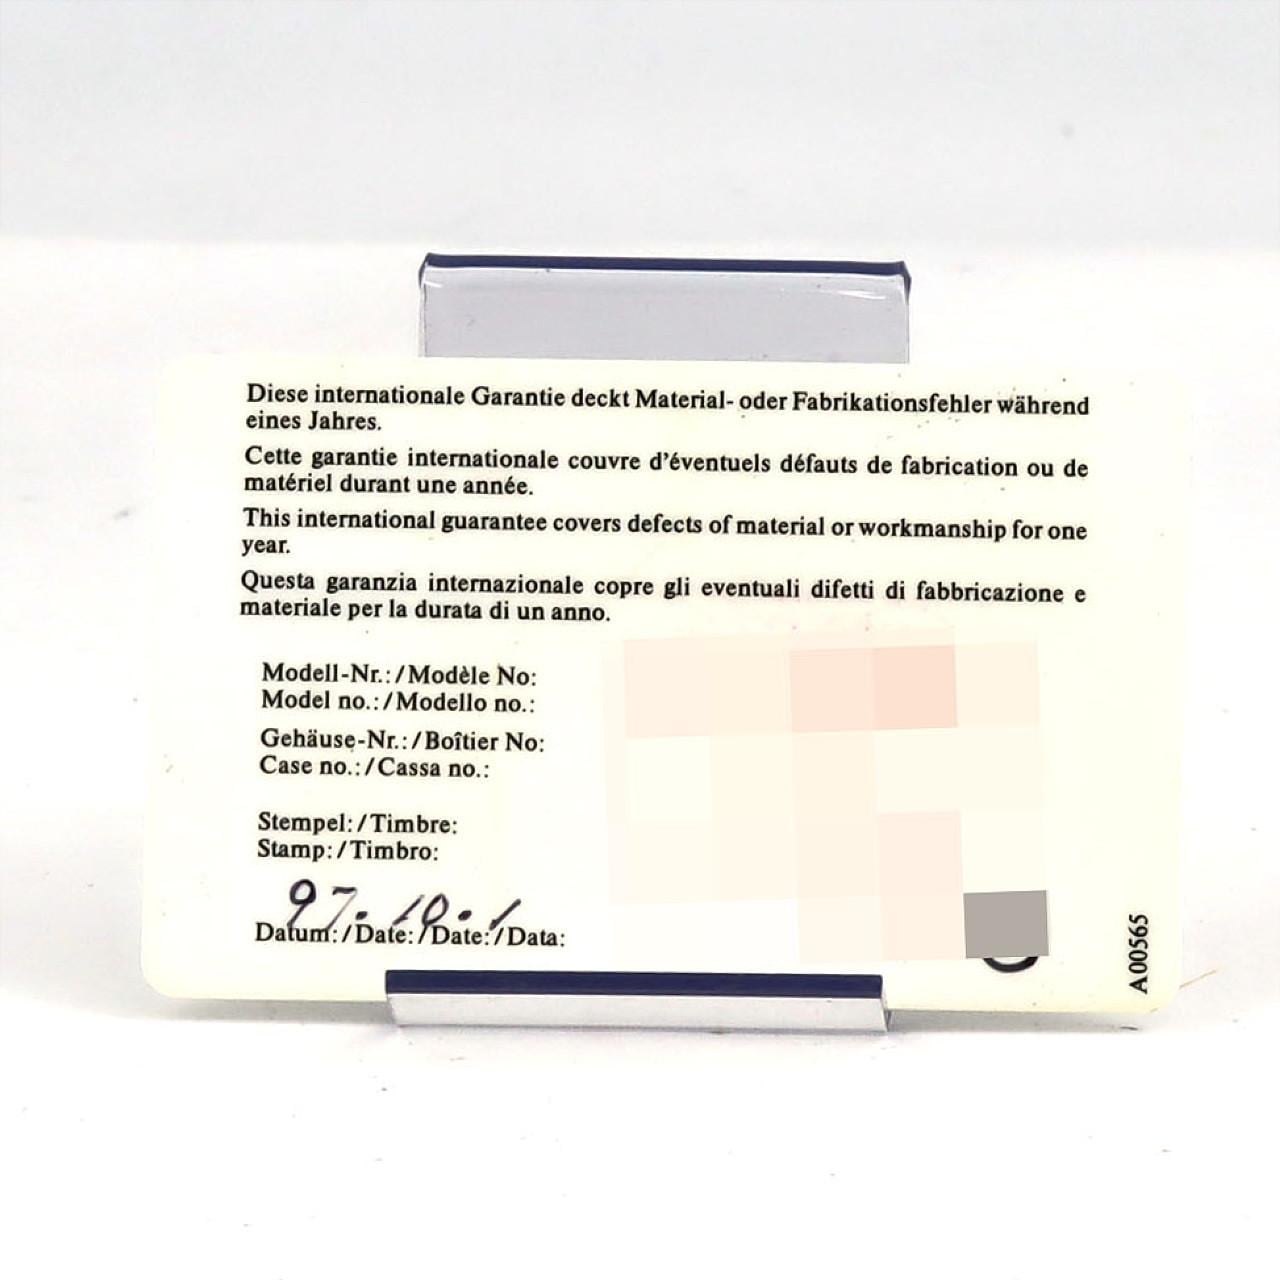 Diese internationale Garantie deckt Material- oder Fabrikationsfehler während
eines Jahres.
Cette garantie internationale couvre d'éventuels défauts de fabrication ou de
matériel durant une année.
This international guarantee covers defects of material or workmanship for one
year.
Questa garanzia internazionale copre gli eventuali difetti di fabbricazione e
materiale per la durata di un anno.
Modell-Nr.:/Modèle No:
Model no.:/Modello no.:
Gehäuse-Nr.:/Boîtier No:
Case no.:/Cassa no.:
Stempel:/Timbre:
Stamp:/Timbro:
97.10.1
Datum:/Date:/Date:/Data:
A00565